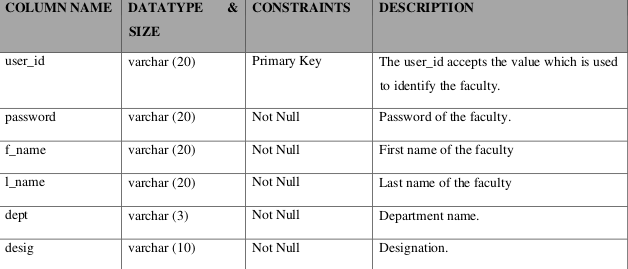 COLUMN NAME DATATYPE & SIZE CONSTRAINTS DESCRIPTION
user_id varchar (20) Primary Key The user_id accepts the value which is used
to identify the faculty.
password varchar (20) Not Null Password of the faculty.
f_name varchar (20) Not Null First name of the faculty
l_name varchar (20) Not Null Last name of the faculty
dept varchar (3) Not Null Department name.
desig varchar (10) Not Null Designation.